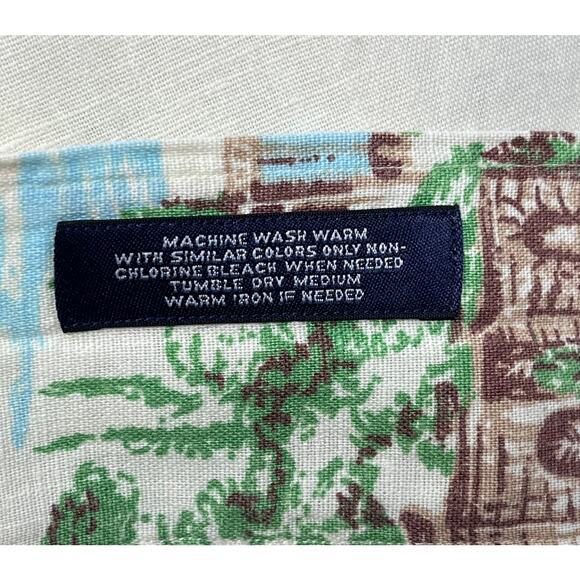 MACHINE WASH WARM
WITH SIMILAR COLORS ONLY NON-
CHLORINE BLEACH WHEN NEEDED
TUMBLE DRY MEDIUM
WARM IRON IF NEEDED